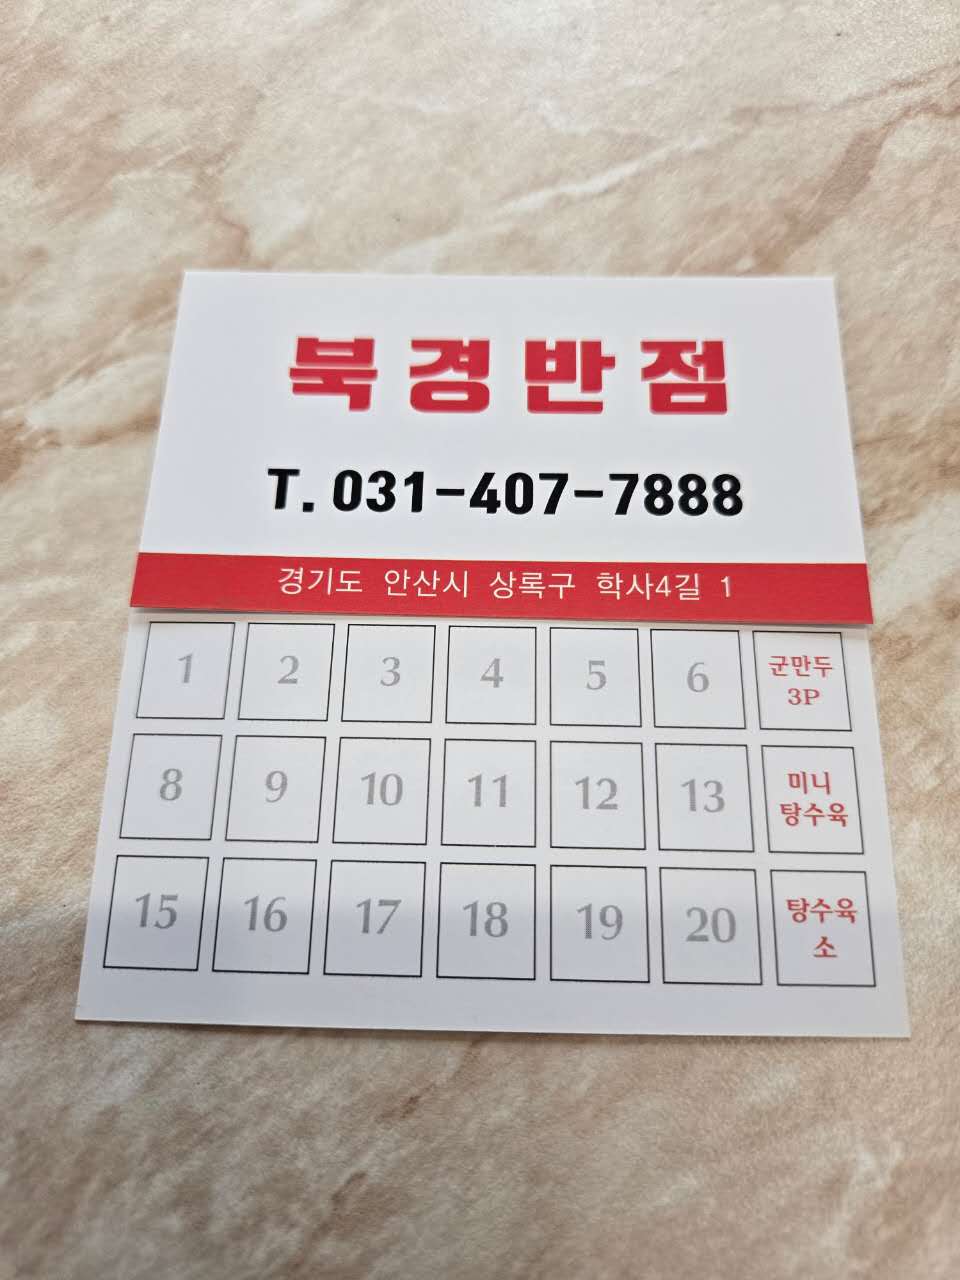 북경반점
T. 031-407-7888
경기도 안산시 상록구 학사4길 1
1 2 3 4 5 6 군만두 3P
8 9 10 11 12 13 미니 탕수육
15 16 17 18 19 20 탕수육 소